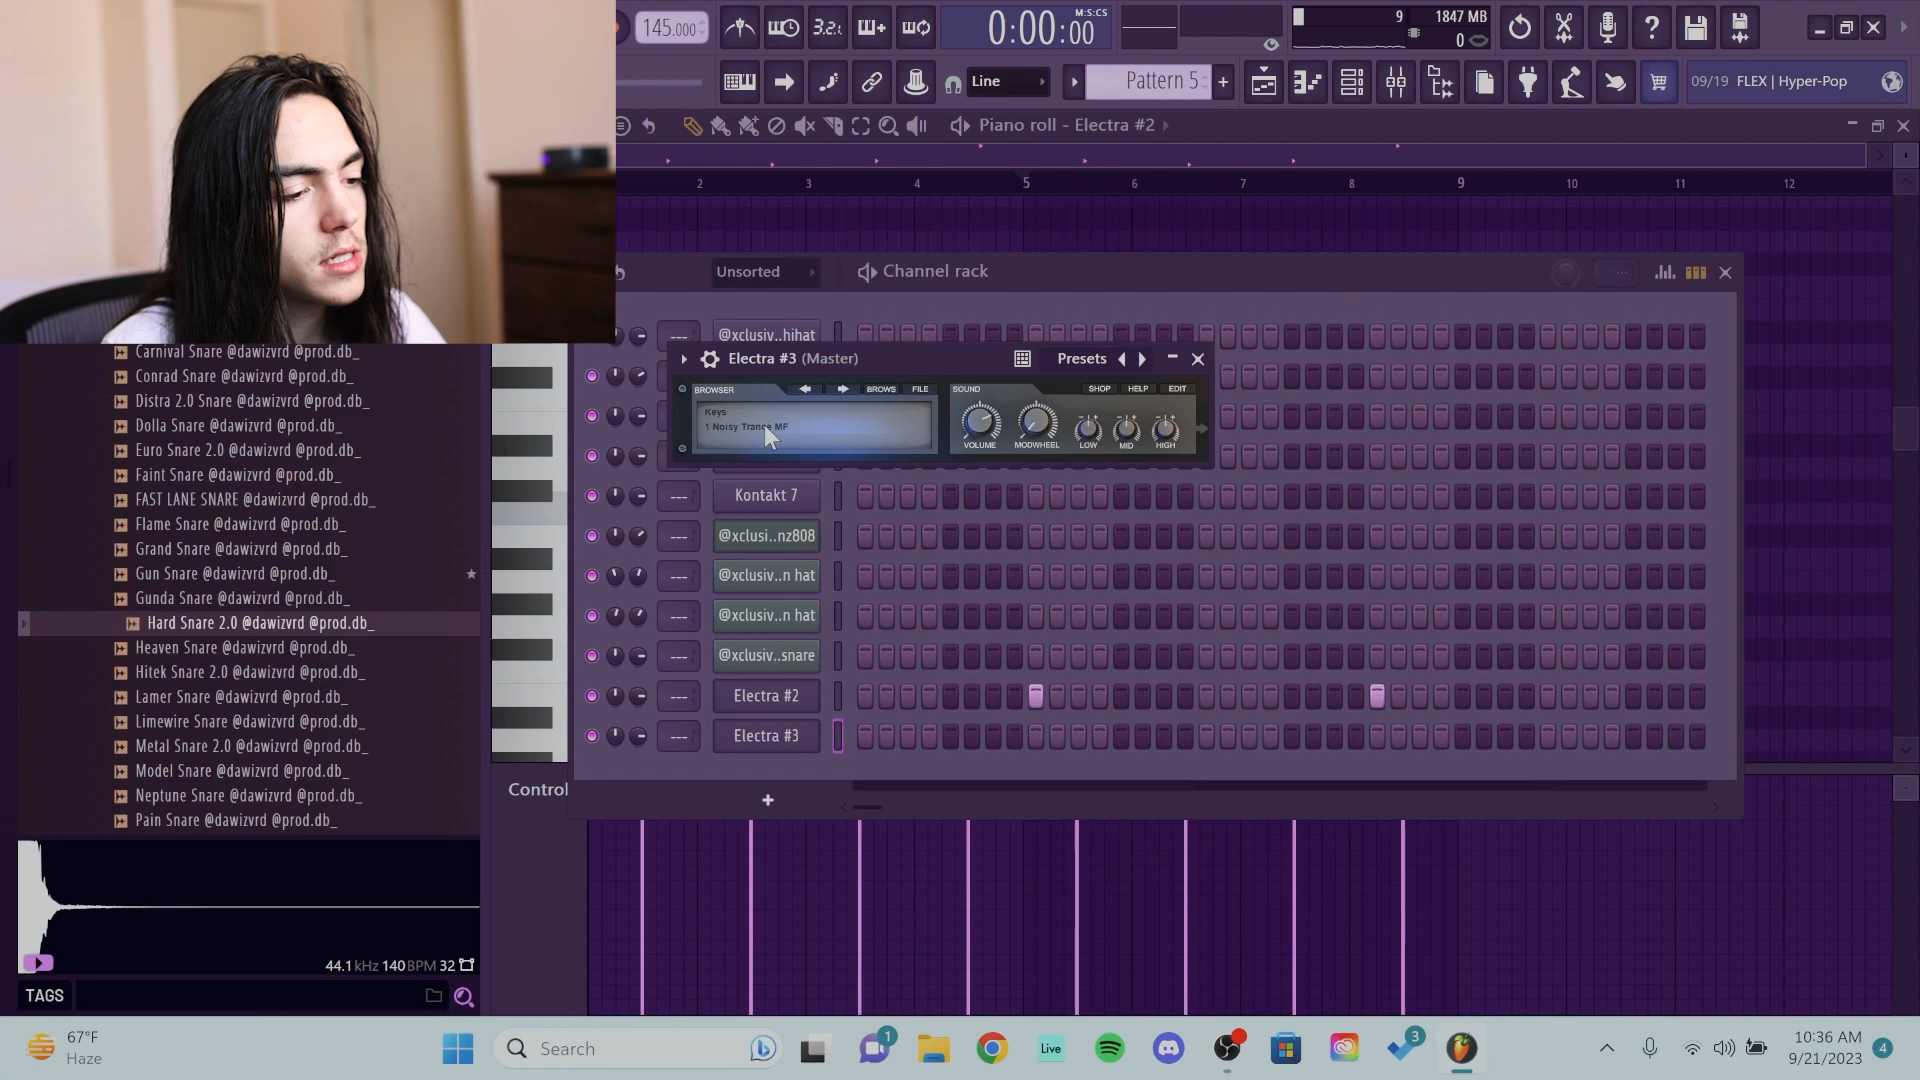 145.000
3.2:
0:00:00
M:S:CS
9
1847 MB
0
Line
Pattern 5
09/19 FLEX | Hyper-Pop
Piano roll - Electra #2
2 3 4 5 6 7 8 9 10 11 12
Unsorted
Channel rack
@xclusiv..hihat
Electra #3 (Master)
Presets
BROWSER
BROWS
FILE
SOUND
SHOP
HELP
EDIT
Keys
1 Noisy Trance MF
VOLUME
MODWHEEL
LOW
MID
HIGH
Kontakt 7
@xclusi..nz808
@xclusiv..n hat
@xclusiv..n hat
@xclusiv..snare
Electra #2
Electra #3
Control
Carnival Snare @dawizvrd @prod.db_
Conrad Snare @dawizvrd @prod.db_
Distra 2.0 Snare @dawizvrd @prod.db_
Dolla Snare @dawizvrd @prod.db_
Euro Snare 2.0 @dawizvrd @prod.db_
Faint Snare @dawizvrd @prod.db_
FAST LANE SNARE @dawizvrd @prod.db_
Flame Snare @dawizvrd @prod.db_
Grand Snare @dawizvrd @prod.db_
Gun Snare @dawizvrd @prod.db_
Gunda Snare @dawizvrd @prod.db_
Hard Snare 2.0 @dawizvrd @prod.db_
Heaven Snare @dawizvrd @prod.db_
Hitek Snare 2.0 @dawizvrd @prod.db_
Lamer Snare @dawizvrd @prod.db_
Limewire Snare @dawizvrd @prod.db_
Metal Snare 2.0 @dawizvrd @prod.db_
Model Snare @dawizvrd @prod.db_
Neptune Snare @dawizvrd @prod.db_
Pain Snare @dawizvrd @prod.db_
44.1kHz 140BPM 32
TAGS
67°F
Haze
Search
1
Live
3
10:36 AM
9/21/2023
4